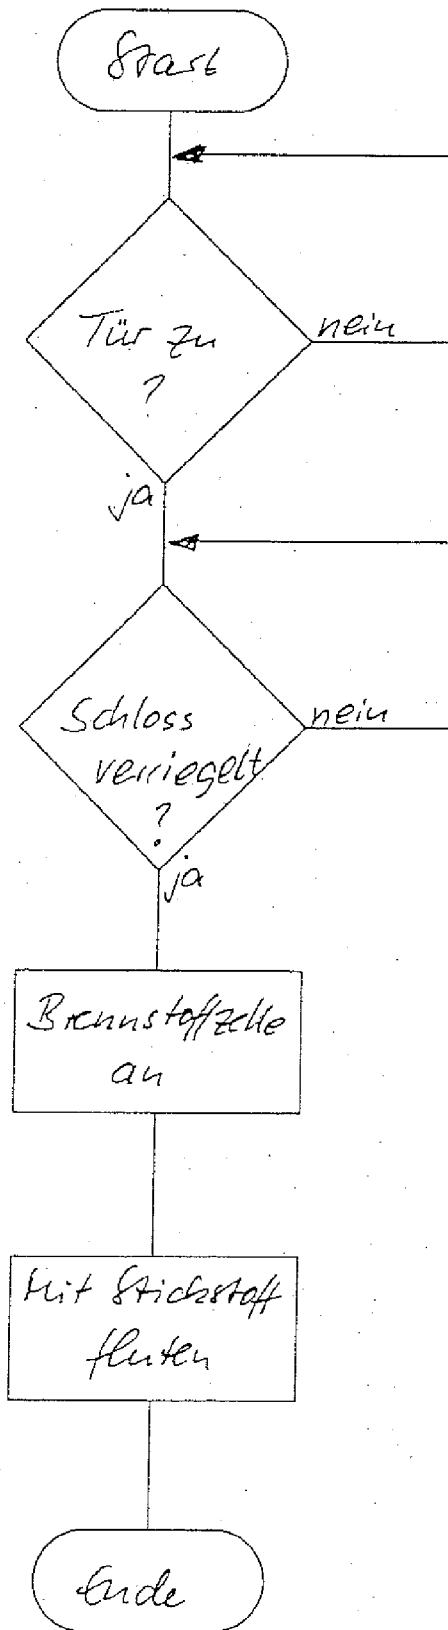 Start
Tür zu
?
nein
ja
Schloss
verriegelt
?
nein
ja
Brennstoffzelle
an
Mit Stickstoff
fluten
Ende